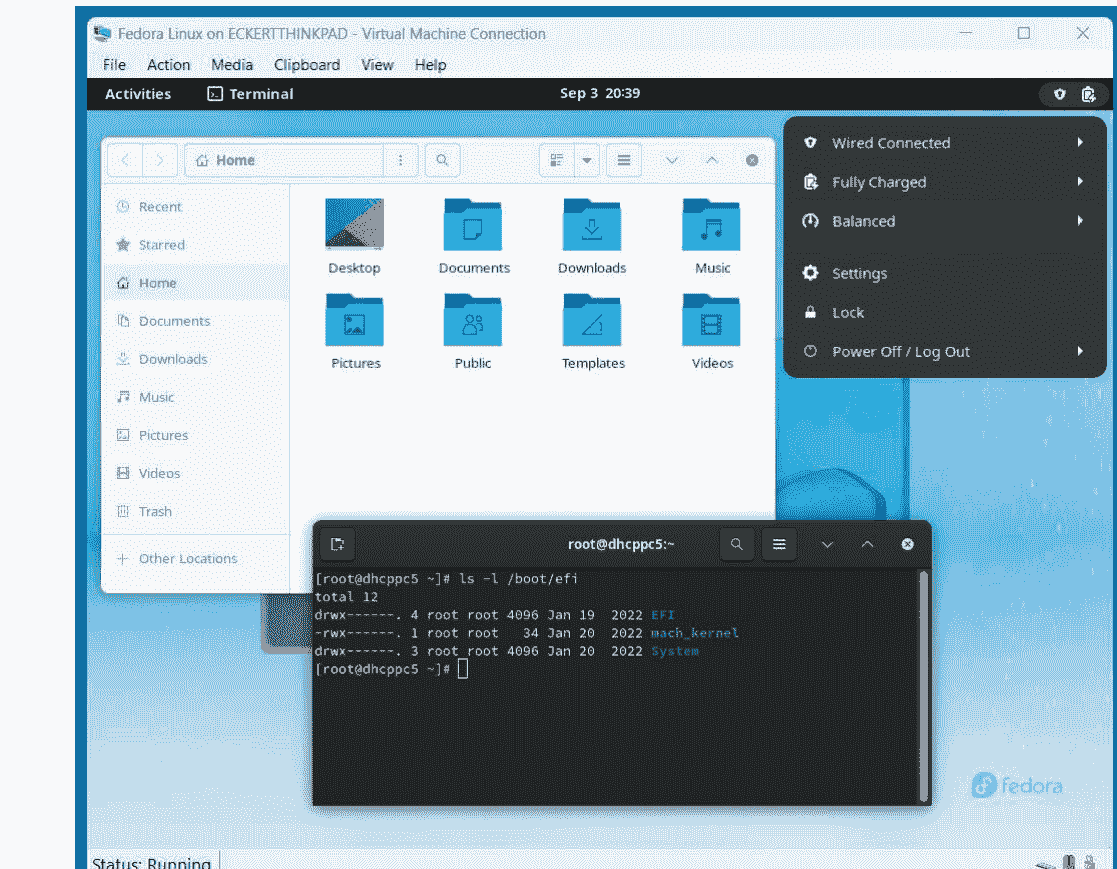 Fedora Linux on ECKERTTHINKPAD - Virtual Machine Connection
File Action Media Clipboard View Help
Activities Terminal Sep 3 20:39
Home
Recent
Starred
Home
Documents
Downloads
Music
Pictures
Videos
Trash
Other Locations
Desktop Documents Downloads Music
Pictures Public Templates Videos
Wired Connected
Fully Charged
Balanced
Settings
Lock
Power Off / Log Out
root@dhcppc5:~
[root@dhcppc5 ~]# ls -l /boot/efi
total 12
drwx------. 4 root root 4096 Jan 19  2022 EFI
-rwx------. 1 root root   34 Jan 20  2022 mach_kernel
drwx------. 3 root root 4096 Jan 20  2022 System
[root@dhcppc5 ~]#
fedora
Status: Running